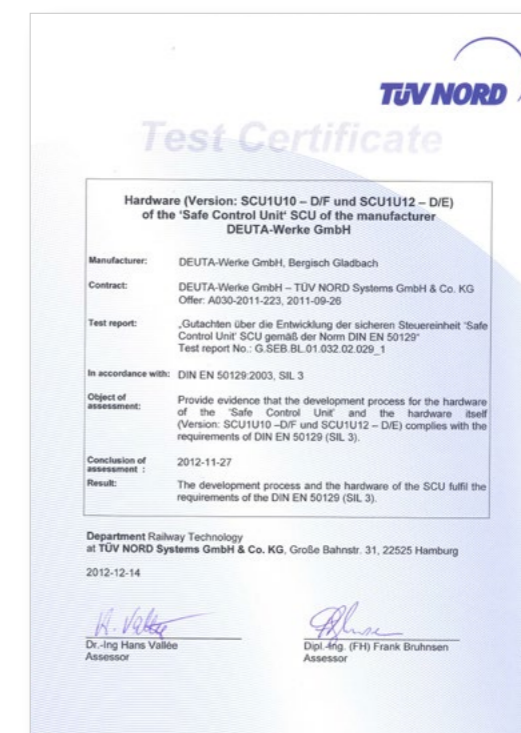 TÜV NORD
Test Certificate
Hardware (Version: SCU1U10 – D/F und SCU1U12 – D/E)
of the 'Safe Control Unit' SCU of the manufacturer
DEUTA-Werke GmbH
Manufacturer: DEUTA-Werke GmbH, Bergisch Gladbach
Contract: DEUTA-Werke GmbH – TÜV NORD Systems GmbH & Co. KG
Offer: A030-2011-223, 2011-09-26
Test report: „Gutachten über die Entwicklung der sicheren Steuereinheit 'Safe
Control Unit' SCU gemäß der Norm DIN EN 50129"
Test report No.: G.SEB.BL.01.032.02.029_1
In accordance with: DIN EN 50129:2003, SIL 3
Object of
assessment: Provide evidence that the development process for the hardware
of the 'Safe Control Unit' and the hardware itself
(Version: SCU1U10 –D/F und SCU1U12 – D/E) complies with the
requirements of DIN EN 50129 (SIL 3).
Conclusion of
assessment : 2012-11-27
Result: The development process and the hardware of the SCU fulfil the
requirements of the DIN EN 50129 (SIL 3).
Department Railway Technology
at TÜV NORD Systems GmbH & Co. KG, Große Bahnstr. 31, 22525 Hamburg
2012-12-14
Dr.-Ing Hans Vallée
Assessor
Dipl.-Ing. (FH) Frank Bruhnsen
Assessor